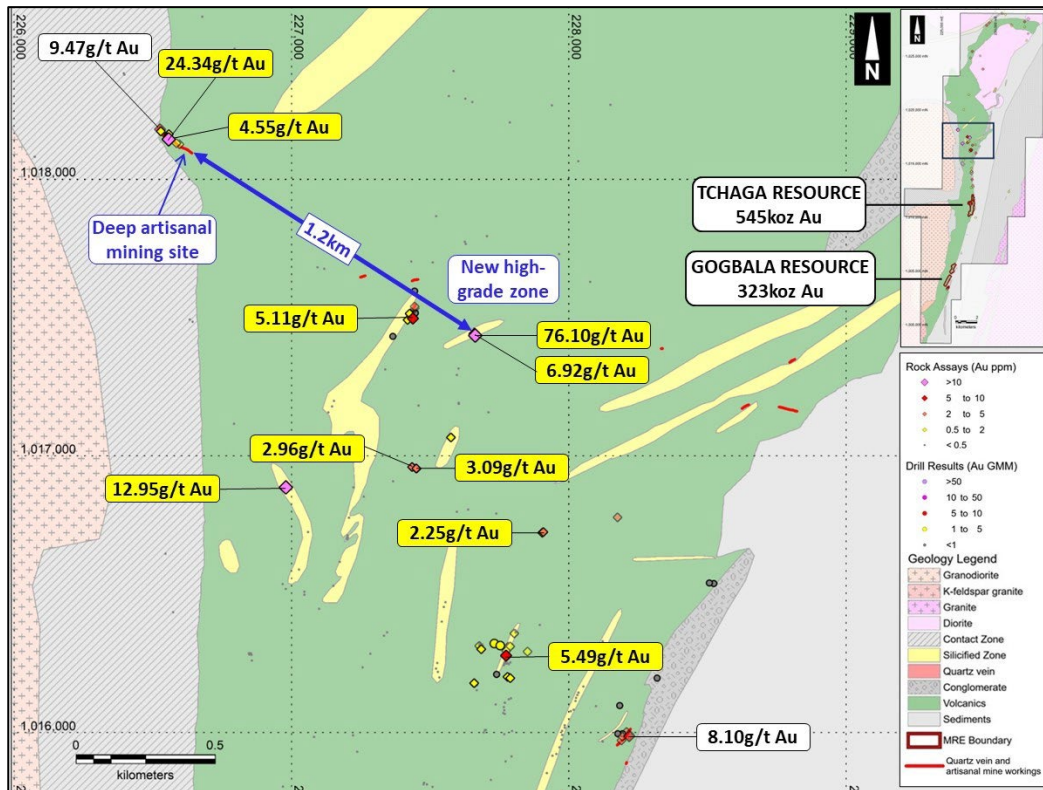 226,000
227,000
228,000
9.47g/t Au
24.34g/t Au
4.55g/t Au
N
N
1,018,000
Deep artisanal
mining site
1.2km
New high-
grade zone
TCHAGA RESOURCE
545koz Au
GOGBALA RESOURCE
323koz Au
kilometers
5.11g/t Au
76.10g/t Au
6.92g/t Au
1,017,000
2.96g/t Au
3.09g/t Au
12.95g/t Au
2.25g/t Au
5.49g/t Au
1,016,000
8.10g/t Au
0
0.5
kilometers
Rock Assays (Au ppm)
>10
5 to 10
2 to 5
0.5 to 2
< 0.5
Drill Results (Au GMM)
>50
10 to 50
5 to 10
1 to 5
<1
Geology Legend
Granodiorite
K-feldspar granite
Granite
Diorite
Contact Zone
Silicified Zone
Quartz vein
Conglomerate
Volcanics
Sediments
MRE Boundary
Quartz vein and
artisanal mine workings